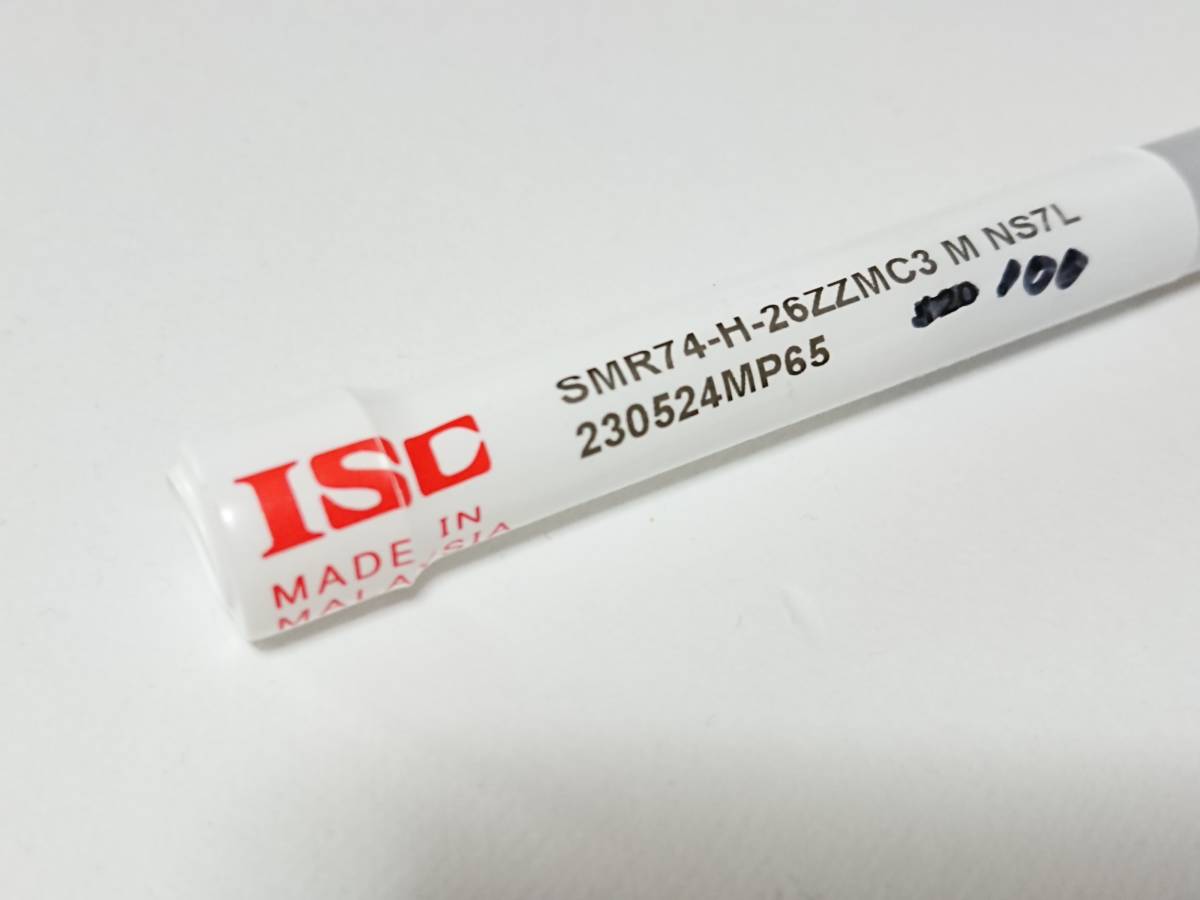 ISC
MADE IN
MALAYSIA
SMR74-H-26ZZMC3 M NS7L
230524MP65
100